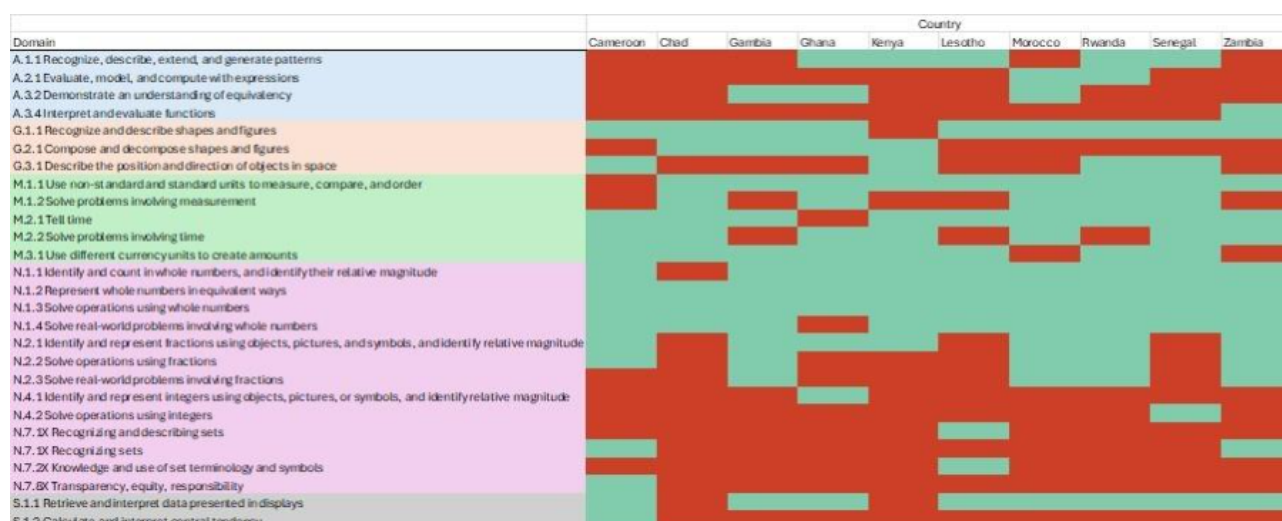 Country
Domain Cameroon Chad Gambia Ghana Kenya Lesotho Morocco Rwanda Senegal Zambia
A.1.1 Recognize, describe, extend, and generate patterns
A.2.1 Evaluate, model, and compute with expressions
A.3.2 Demonstrate an understanding of equivalency
A.3.4 Interpret and evaluate functions
G.1.1 Recognize and describe shapes and figures
G.2.1 Compose and decompose shapes and figures
G.3.1 Describe the position and direction of objects in space
M.1.1 Use non-standard and standard units to measure, compare, and order
M.1.2 Solve problems involving measurement
M.2.1 Tell time
M.2.2 Solve problems involving time
M.3.1 Use different currency units to create amounts
N.1.1 Identify and count in whole numbers, and identify their relative magnitude
N.1.2 Represent whole numbers in equivalent ways
N.1.3 Solve operations using whole numbers
N.1.4 Solve real-world problems involving whole numbers
N.2.1 Identify and represent fractions using objects, pictures, and symbols, and identify relative magnitude
N.2.2 Solve operations using fractions
N.2.3 Solve real-world problems involving fractions
N.4.1 Identify and represent integers using objects, pictures, or symbols, and identify relative magnitude
N.4.2 Solve operations using integers
N.7.1X Recognizing and describing sets
N.7.1X Recognizing sets
N.7.2X Knowledge and use of set terminology and symbols
N.7.8X Transparency, equity, responsibility
S.1.1 Retrieve and interpret data presented in displays
S.1.2 Calculate and interpret central tendency